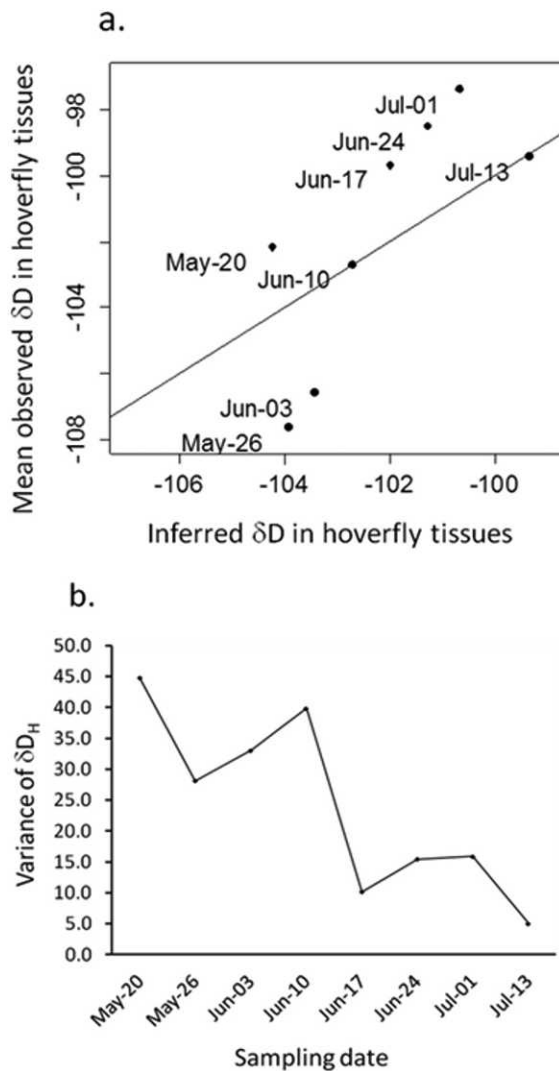 a.
Mean observed δD in hoverfly tissues
-98
-100
-104
-108
Jul-01
Jun-24
Jun-17
Jul-13
May-20
Jun-10
Jun-03
May-26
-106
-104
-102
-100
Inferred δD in hoverfly tissues
b.
Variance of δD_H
50.0
45.0
40.0
35.0
30.0
25.0
20.0
15.0
10.0
5.0
0.0
May-20
May-26
Jun-03
Jun-10
Jun-17
Jun-24
Jul-01
Jul-13
Sampling date